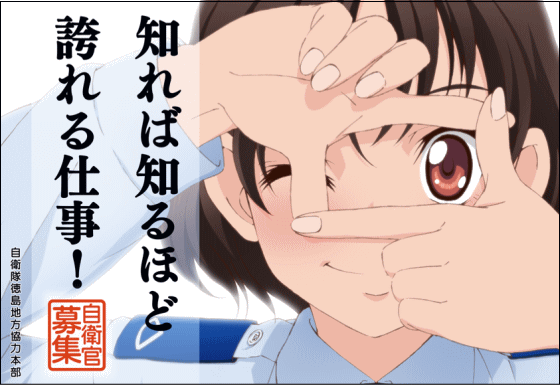 知れば知るほど
誇れる仕事!
自衛官
募集
自衛隊徳島地方協力本部